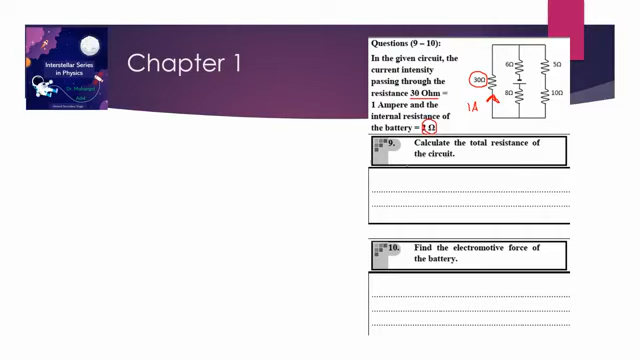 Interstellar Series
in Physics
Dr. Mohamed
Adel
Chapter 1
Questions (9 – 10):
In the given circuit, the
current intensity
passing through the
resistance 30 Ohm =
1 Ampere and the
internal resistance of
the battery = 2 Ω
6Ω
5Ω
30Ω
8Ω
10Ω
1A
9. Calculate the total resistance of
the circuit.
10. Find the electromotive force of
the battery.